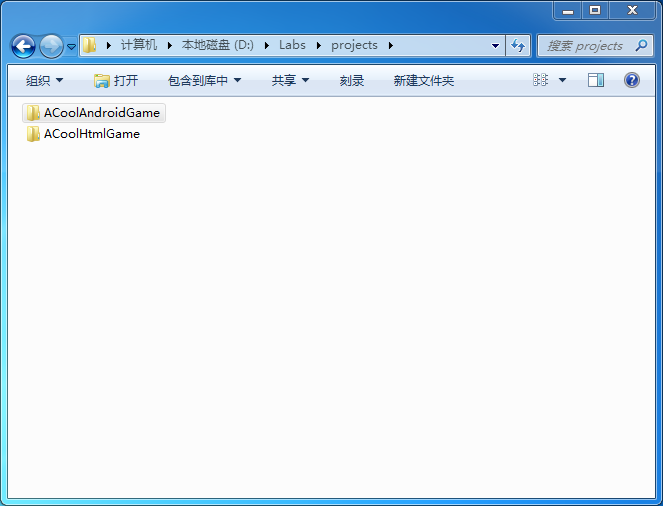 计算机 本地磁盘 (D:) Labs projects 搜索 projects
组织 打开 包含到库中 共享 刻录 新建文件夹
ACoolAndroidGame
ACoolHtmlGame